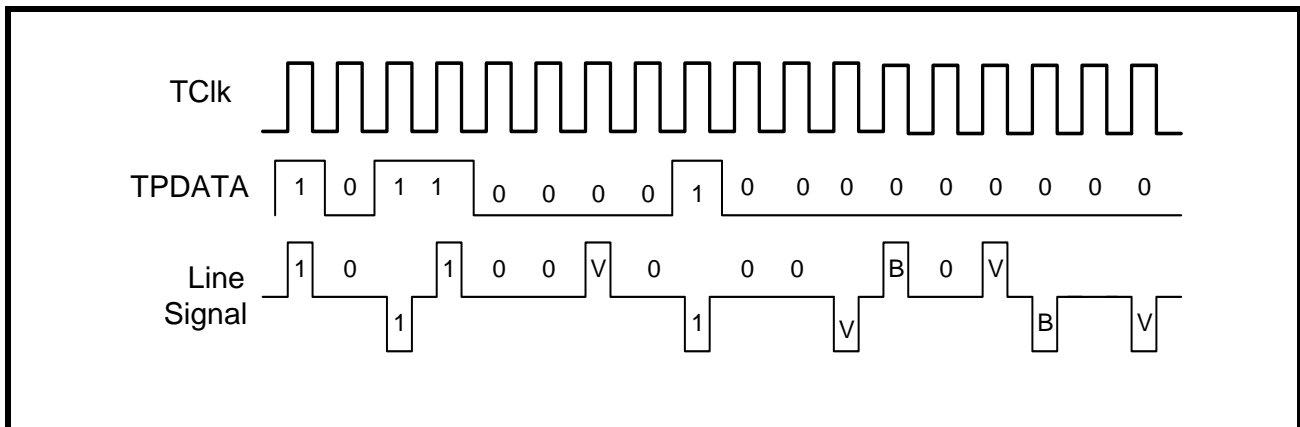 TClk
TPDATA 1 0 1 1 0 0 0 0 1 0 0 0 0 0 0 0 0 0
Line Signal 1 0 1 1 0 0 V 0 1 0 0 V B 0 V B V